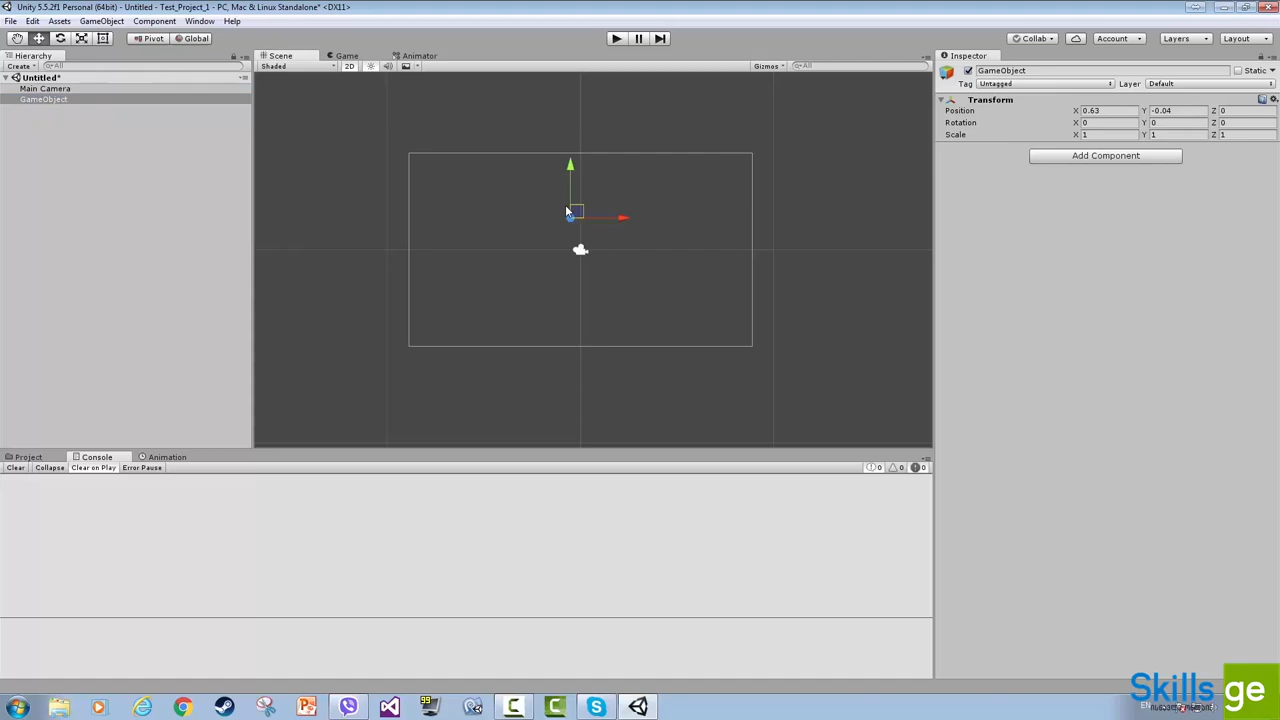 Unity 5.5.2f1 Personal (64bit) - Untitled - Test_Project_1 - PC, Mac & Linux Standalone* <DX11>
File Edit Assets GameObject Component Window Help
Pivot Global Collab Account Layers Layout
Hierarchy Scene Game Animator Inspector
Create All Shaded 2D Gizmos All GameObject Static
Untitled* Tag Untagged Layer Default
Main Camera
GameObject Transform
Position X 0.63 Y -0.04 Z 0
Rotation X 0 Y 0 Z 0
Scale X 1 Y 1 Z 1
Add Component
Project Console Animation
Clear Collapse Clear on Play Error Pause 0 0 0
99
Skills ge